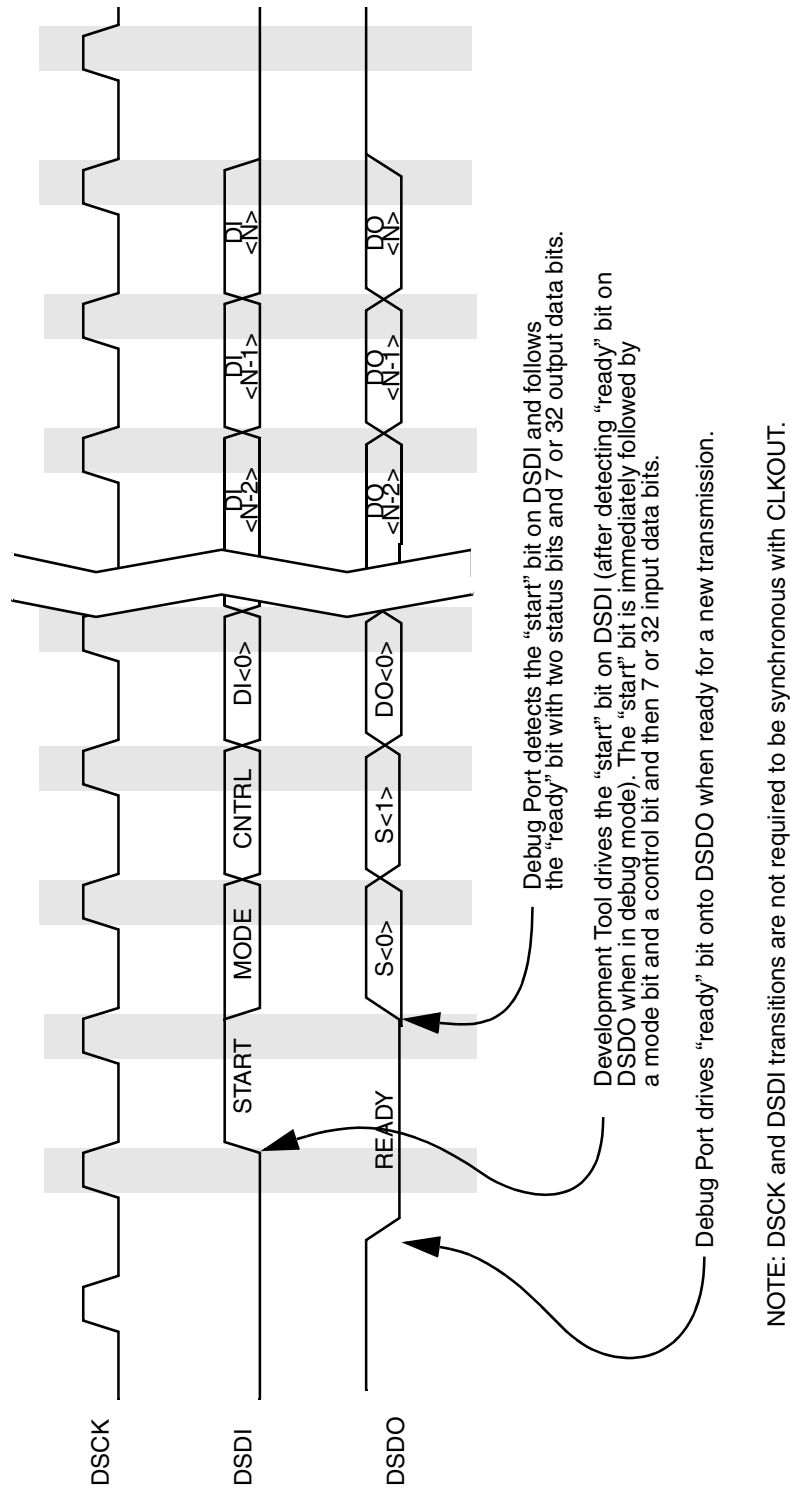 DSCK
DSDI
START
MODE
CNTRL
DI<0>
DI
<N-2>
DI
<N-1>
DI
<N>
DSDO
READY
S<0>
S<1>
DO<0>
DO
<N-2>
DO
<N-1>
DO
<N>
Debug Port detects the “start” bit on DSDI and follows
the “ready” bit with two status bits and 7 or 32 output data bits.
Development Tool drives the “start” bit on DSDI (after detecting “ready” bit on
DSDO when in debug mode). The “start” bit is immediately followed by
a mode bit and a control bit and then 7 or 32 input data bits.
Debug Port drives “ready” bit onto DSDO when ready for a new transmission.
NOTE: DSCK and DSDI transitions are not required to be synchronous with CLKOUT.